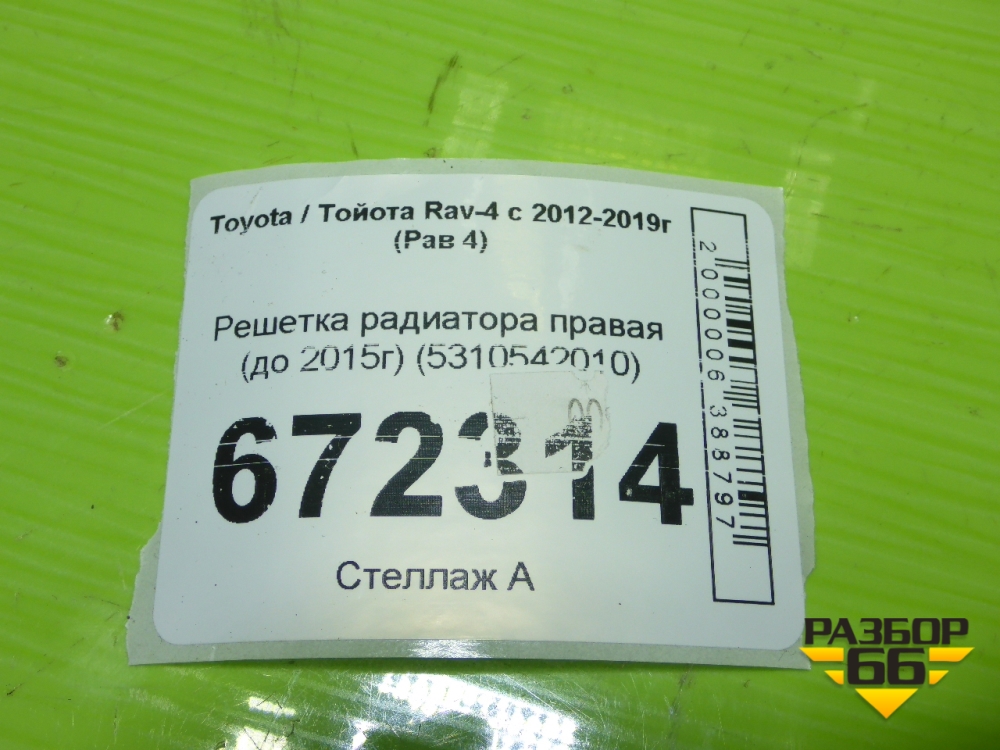 Toyota / Тойота Rav-4 с 2012-2019г
(Рав 4)
Решетка радиатора правая
(до 2015г) (5310542010)
672314
Стеллаж А
2000006388797
РАЗБОР
66